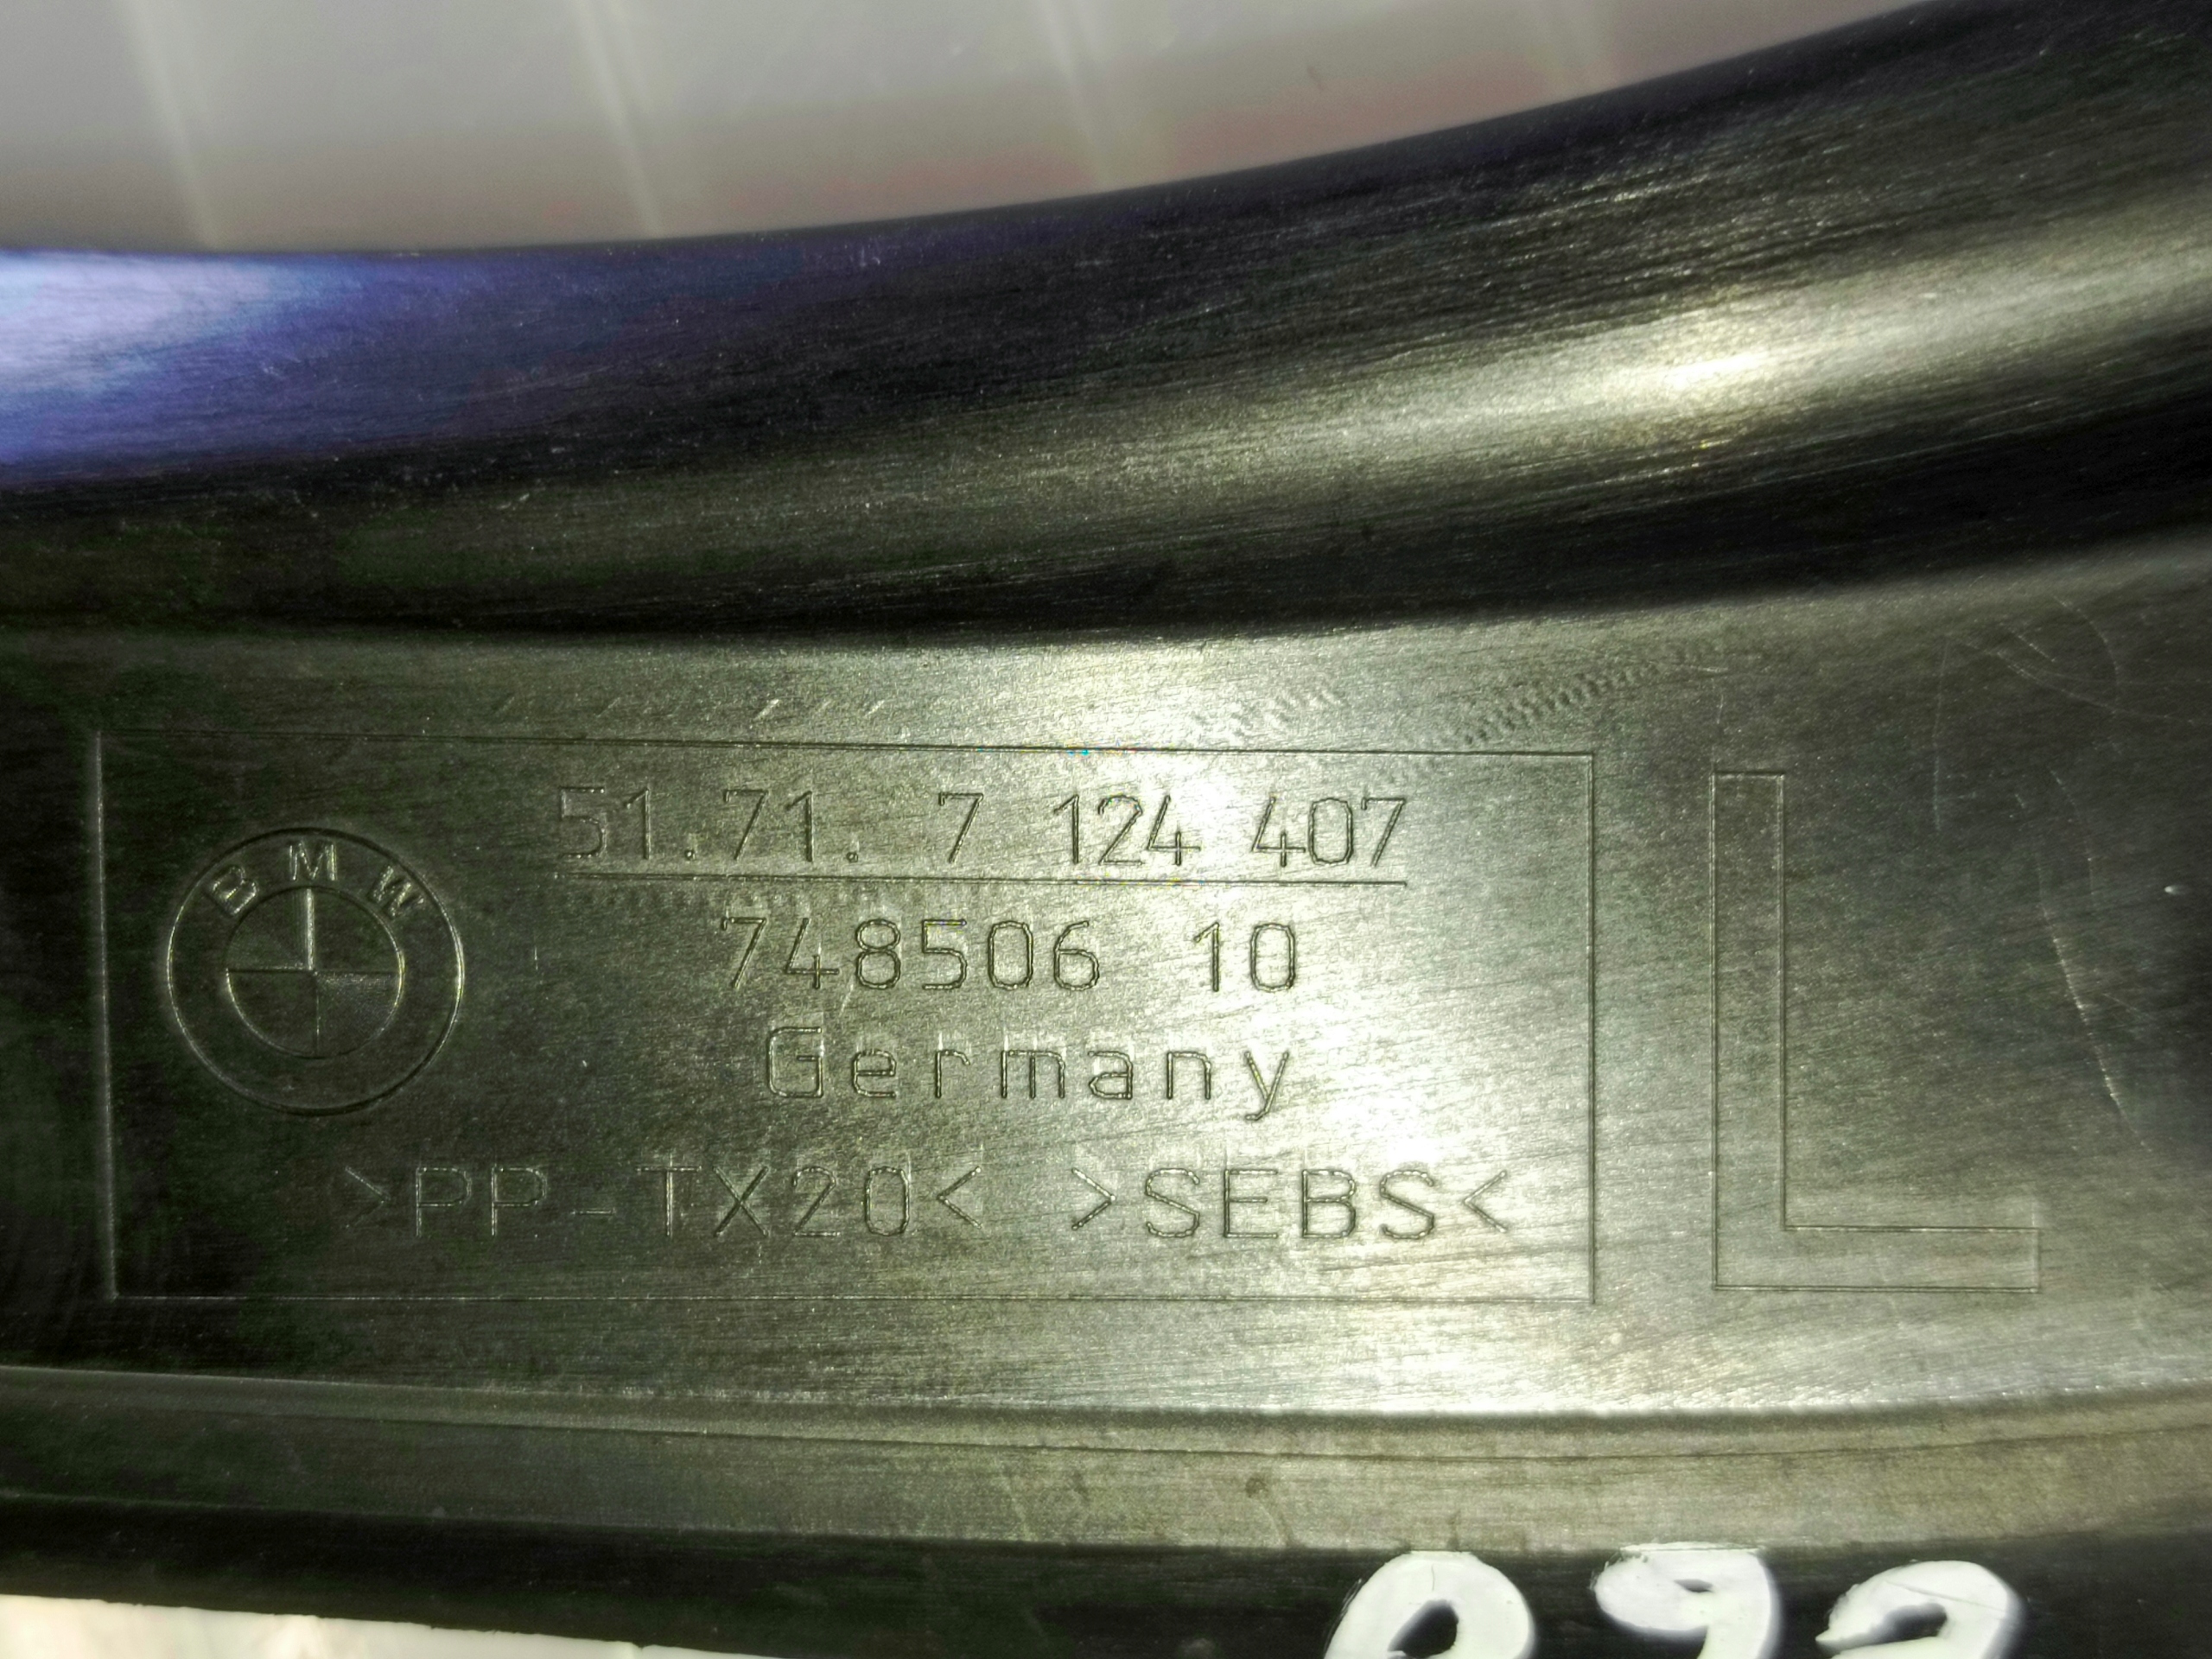 BMW
51.71. 7 124 407
748506 10
Germany
>PP-TX20< >SEBS<
L